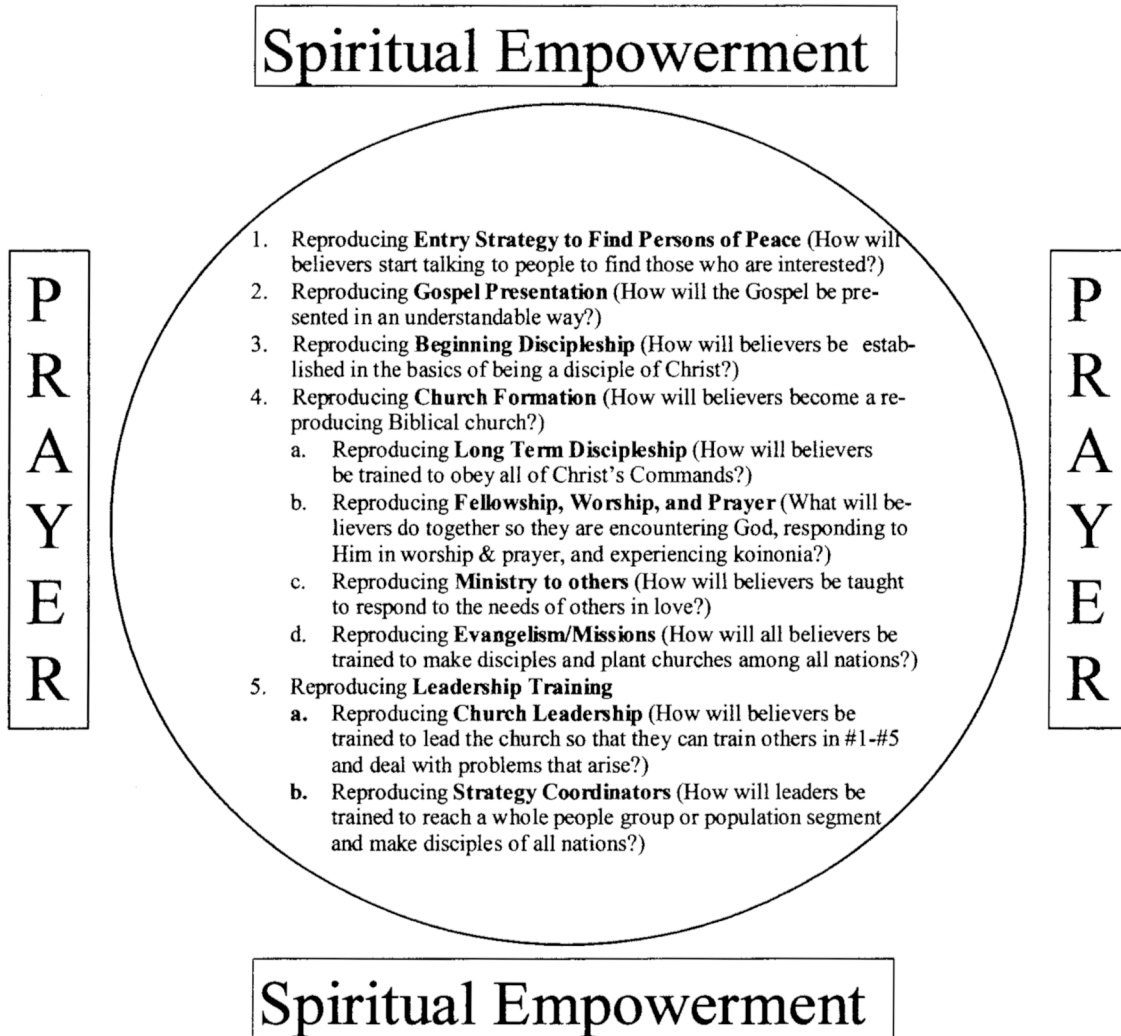 Spiritual Empowerment
P
R
A
Y
E
R
1. Reproducing Entry Strategy to Find Persons of Peace (How will
believers start talking to people to find those who are interested?)
2. Reproducing Gospel Presentation (How will the Gospel be pre-
sented in an understandable way?)
3. Reproducing Beginning Discipleship (How will believers be estab-
lished in the basics of being a disciple of Christ?)
4. Reproducing Church Formation (How will believers become a re-
producing Biblical church?)
a. Reproducing Long Term Discipleship (How will believers
be trained to obey all of Christ's Commands?)
b. Reproducing Fellowship, Worship, and Prayer (What will be-
lievers do together so they are encountering God, responding to
Him in worship & prayer, and experiencing koinonia?)
c. Reproducing Ministry to others (How will believers be taught
to respond to the needs of others in love?)
d. Reproducing Evangelism/Missions (How will all believers be
trained to make disciples and plant churches among all nations?)
5. Reproducing Leadership Training
a. Reproducing Church Leadership (How will believers be
trained to lead the church so that they can train others in #1-#5
and deal with problems that arise?)
b. Reproducing Strategy Coordinators (How will leaders be
trained to reach a whole people group or population segment
and make disciples of all nations?)
P
R
A
Y
E
R
Spiritual Empowerment